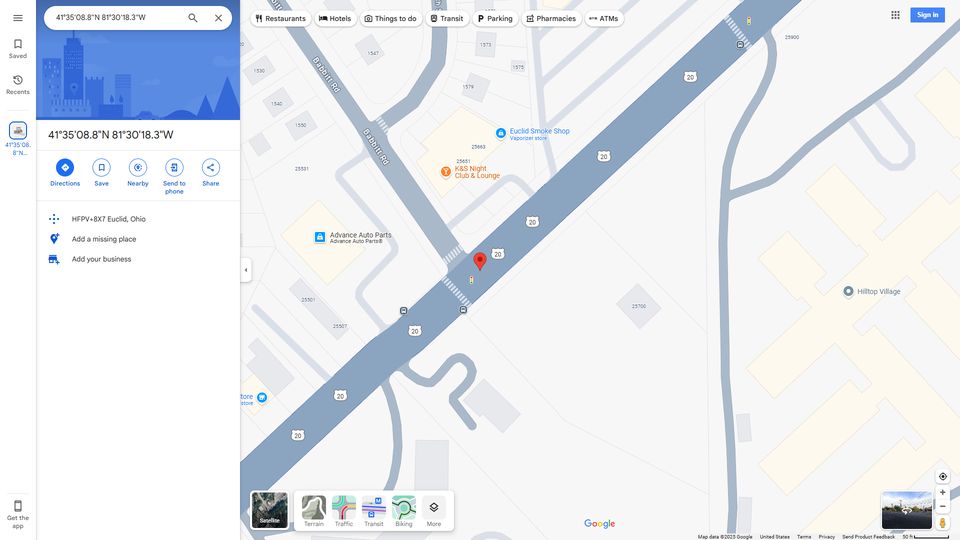 41°35'08.8"N 81°30'18.3"W
Restaurants
Hotels
Things to do
Transit
Parking
Pharmacies
ATMs
Sign in
Saved
Recents
41°35'08.
8"N...
41°35'08.8"N 81°30'18.3"W
Directions
Save
Nearby
Send to
phone
Share
HFPV+8X7 Euclid, Ohio
Add a missing place
Add your business
Get the
app
Babbitt Rd
Babbitt Rd
1547
1573
1575
1530
1540
1550
1579
25900
20
20
20
20
20
20
20
Euclid Smoke Shop
Vaporizer store
25663
25651
K&S Night
Club & Lounge
25531
Advance Auto Parts
Advance Auto Parts®
25501
25507
25700
Hilltop Village
tore
store
Satellite
Terrain
Traffic
Transit
Biking
More
Google
Map data ©2025 Google
United States
Terms
Privacy
Send Product Feedback
50 ft